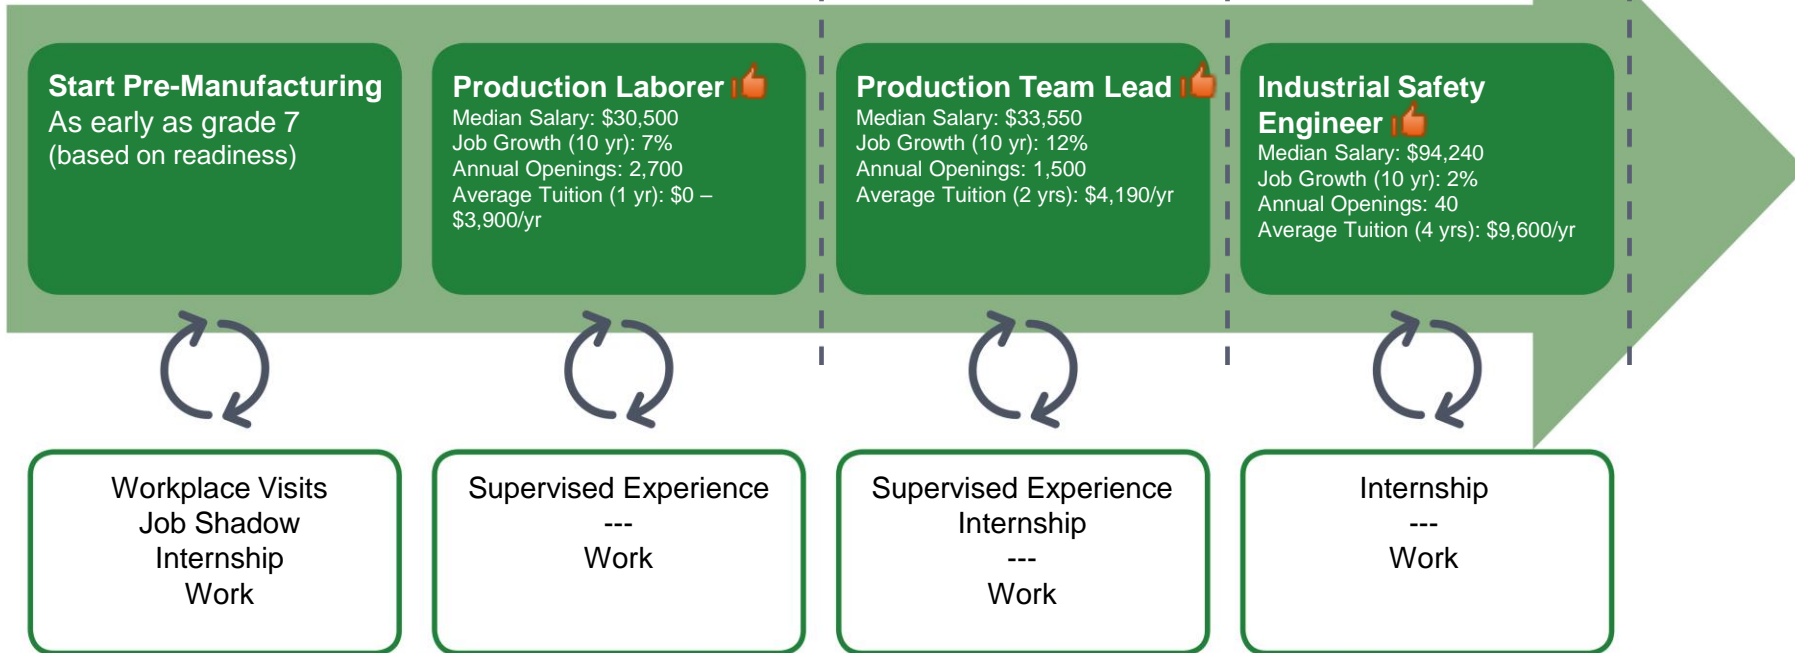 Start Pre-Manufacturing
As early as grade 7
(based on readiness)
Production Laborer
Median Salary: $30,500
Job Growth (10 yr): 7%
Annual Openings: 2,700
Average Tuition (1 yr): $0 –
$3,900/yr
Production Team Lead
Median Salary: $33,550
Job Growth (10 yr): 12%
Annual Openings: 1,500
Average Tuition (2 yrs): $4,190/yr
Industrial Safety
Engineer
Median Salary: $94,240
Job Growth (10 yr): 2%
Annual Openings: 40
Average Tuition (4 yrs): $9,600/yr
Workplace Visits
Job Shadow
Internship
Work
Supervised Experience
---
Work
Supervised Experience
Internship
---
Work
Internship
---
Work